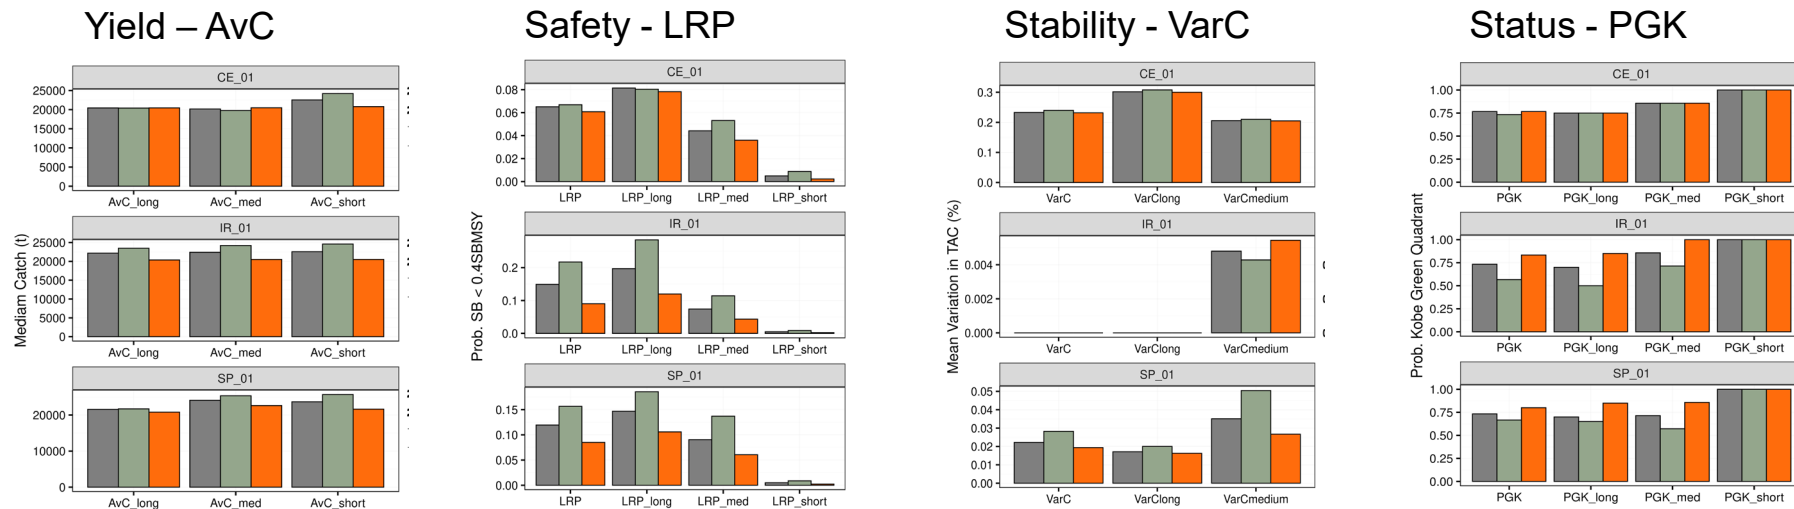 Yield – AvC
Safety - LRP
Stability - VarC
Status - PGK
Mediam Catch (t)
CE_01
25000
20000
15000
10000
5000
0
AvC_long
AvC_med
AvC_short
IR_01
25000
20000
15000
10000
5000
0
AvC_long
AvC_med
AvC_short
SP_01
20000
10000
0
AvC_long
AvC_med
AvC_short
Prob. SB < 0.4SBMSY
CE_01
0.08
0.06
0.04
0.02
0.00
LRP
LRP_long
LRP_med
LRP_short
IR_01
0.2
0.1
0.0
LRP
LRP_long
LRP_med
LRP_short
SP_01
0.15
0.10
0.05
0.00
LRP
LRP_long
LRP_med
LRP_short
Mean Variation in TAC (%)
CE_01
0.3
0.2
0.1
0.0
VarC
VarClong
VarCmedium
IR_01
0.004
0.002
0.000
VarC
VarClong
VarCmedium
SP_01
0.05
0.04
0.03
0.02
0.01
0.00
VarC
VarClong
VarCmedium
Prob. Kobe Green Quadrant
CE_01
1.00
0.75
0.50
0.25
0.00
PGK
PGK_long
PGK_med
PGK_short
IR_01
1.00
0.75
0.50
0.25
0.00
PGK
PGK_long
PGK_med
PGK_short
SP_01
1.00
0.75
0.50
0.25
0.00
PGK
PGK_long
PGK_med
PGK_short